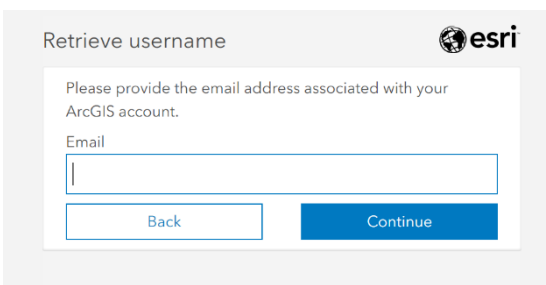 Retrieve username
esri
Please provide the email address associated with your
ArcGIS account.
Email
Back
Continue